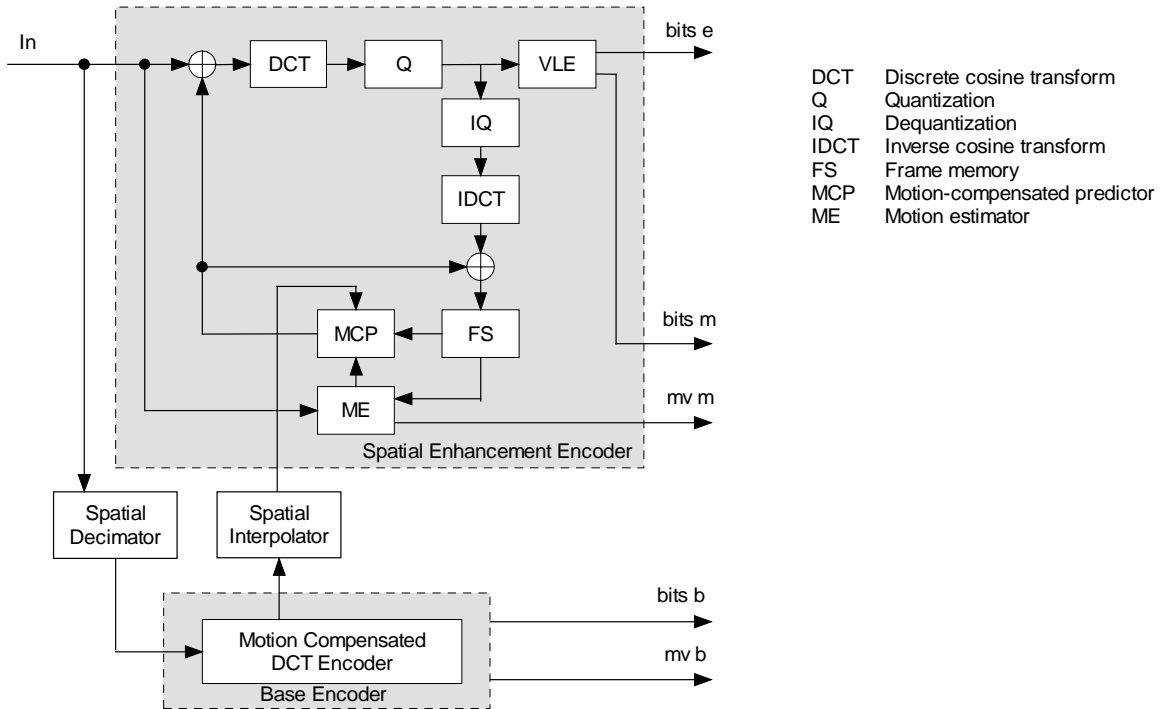 In
DCT
Q
VLE
bits e
IQ
IDCT
MCP
FS
bits m
ME
mv m
Spatial Enhancement Encoder
Spatial
Decimator
Spatial
Interpolator
Motion Compensated
DCT Encoder
Base Encoder
bits b
mv b
DCT Discrete cosine transform
Q Quantization
IQ Dequantization
IDCT Inverse cosine transform
FS Frame memory
MCP Motion-compensated predictor
ME Motion estimator